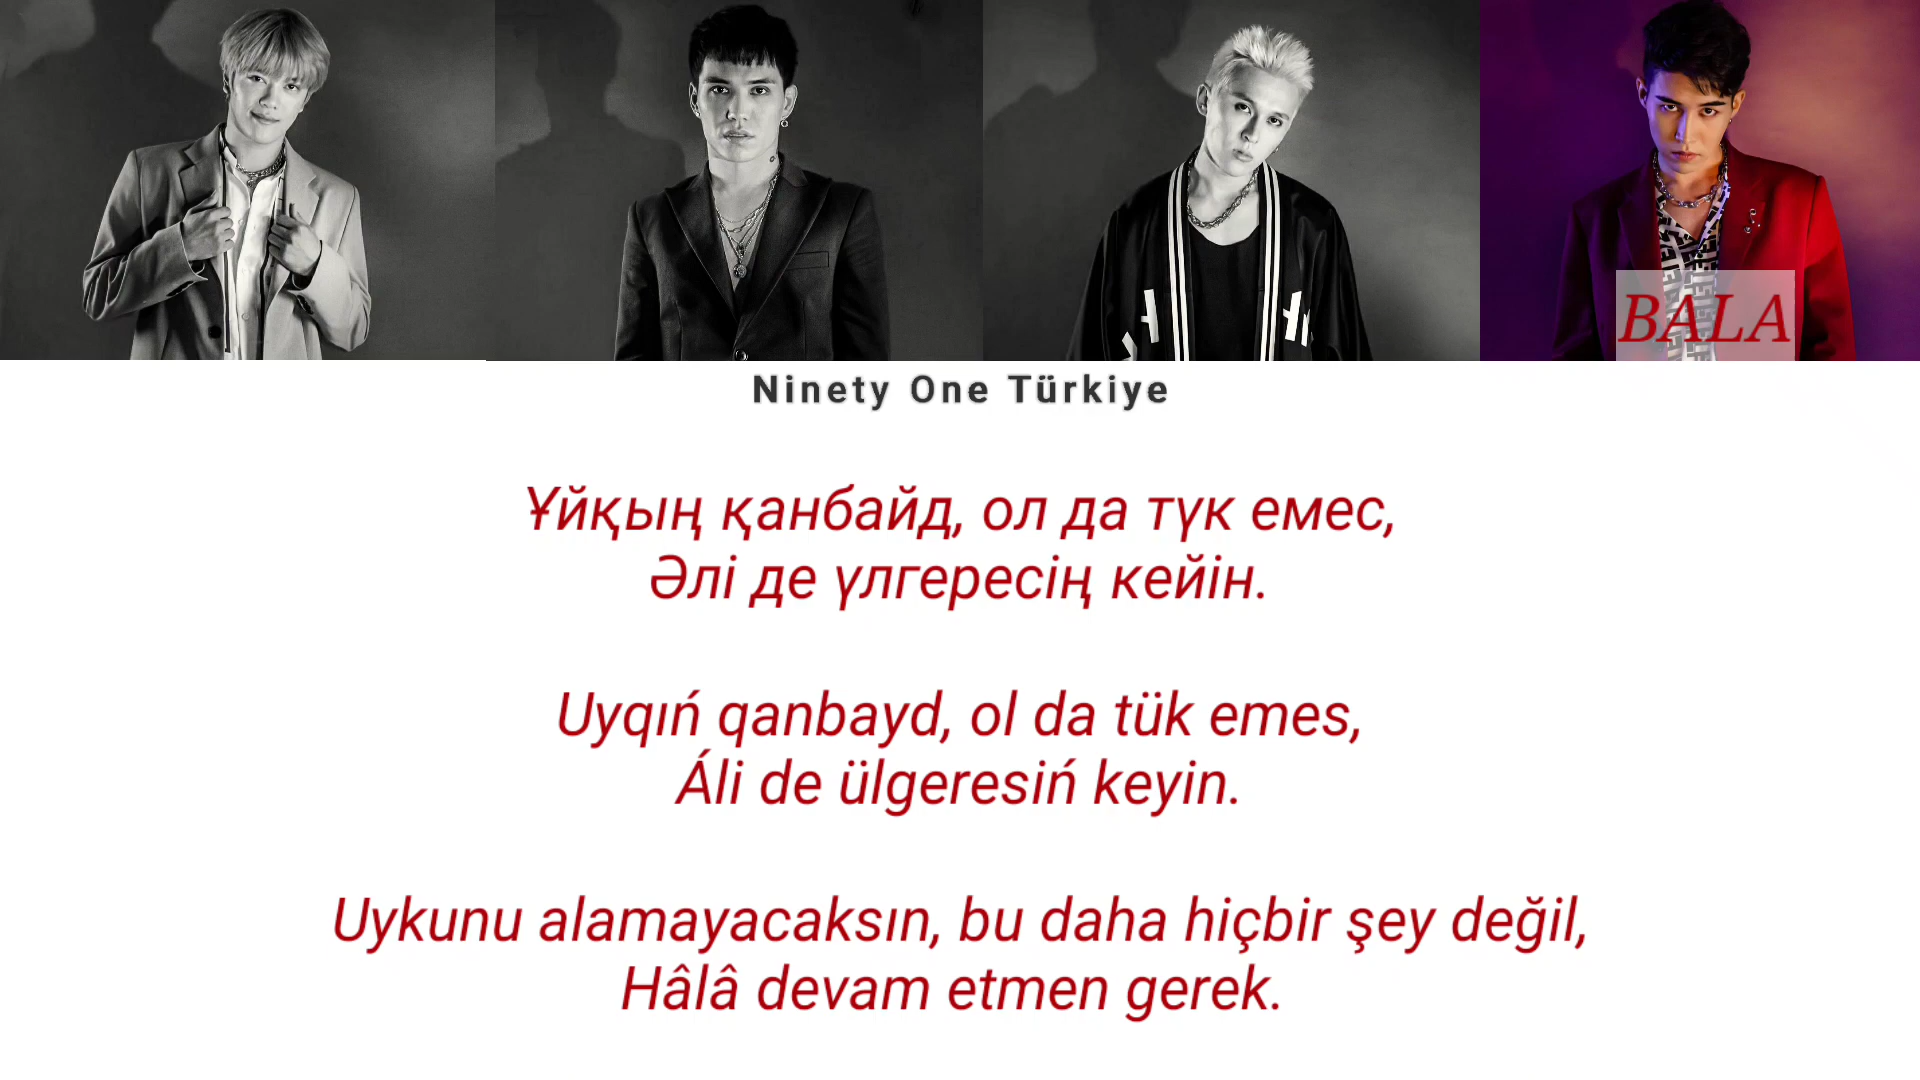 BALA
Ninety One Türkiye
Ұйқың қанбайд, ол да түк емес,
Әлі де үлгересің кейін.
Uyqıń qanbayd, ol da tük emes,
Áli de ülgeresiń keyin.
Uykunu alamayacaksın, bu daha hiçbir şey değil,
Hâlâ devam etmen gerek.